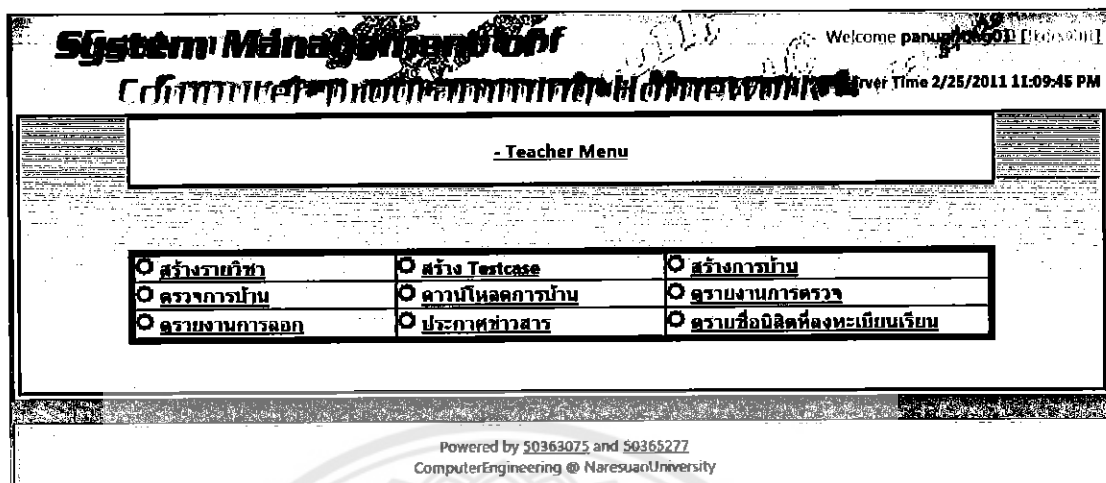 System Management of
Welcome
Computer programming Homework
Server Time 2/25/2011 11:09:45 PM
- Teacher Menu
สร้างรายวิชา
สร้าง Testcase
สร้างการบ้าน
ตรวจการบ้าน
ดาวน์โหลดการบ้าน
ดูรายงานการตรวจ
ดูรายงานการลอก
ประกาศข่าวสาร
ดูรายชื่อนิสิตที่ลงทะเบียนเรียน
Powered by 50363075 and 50365277
ComputerEngineering @ NaresuanUniversity